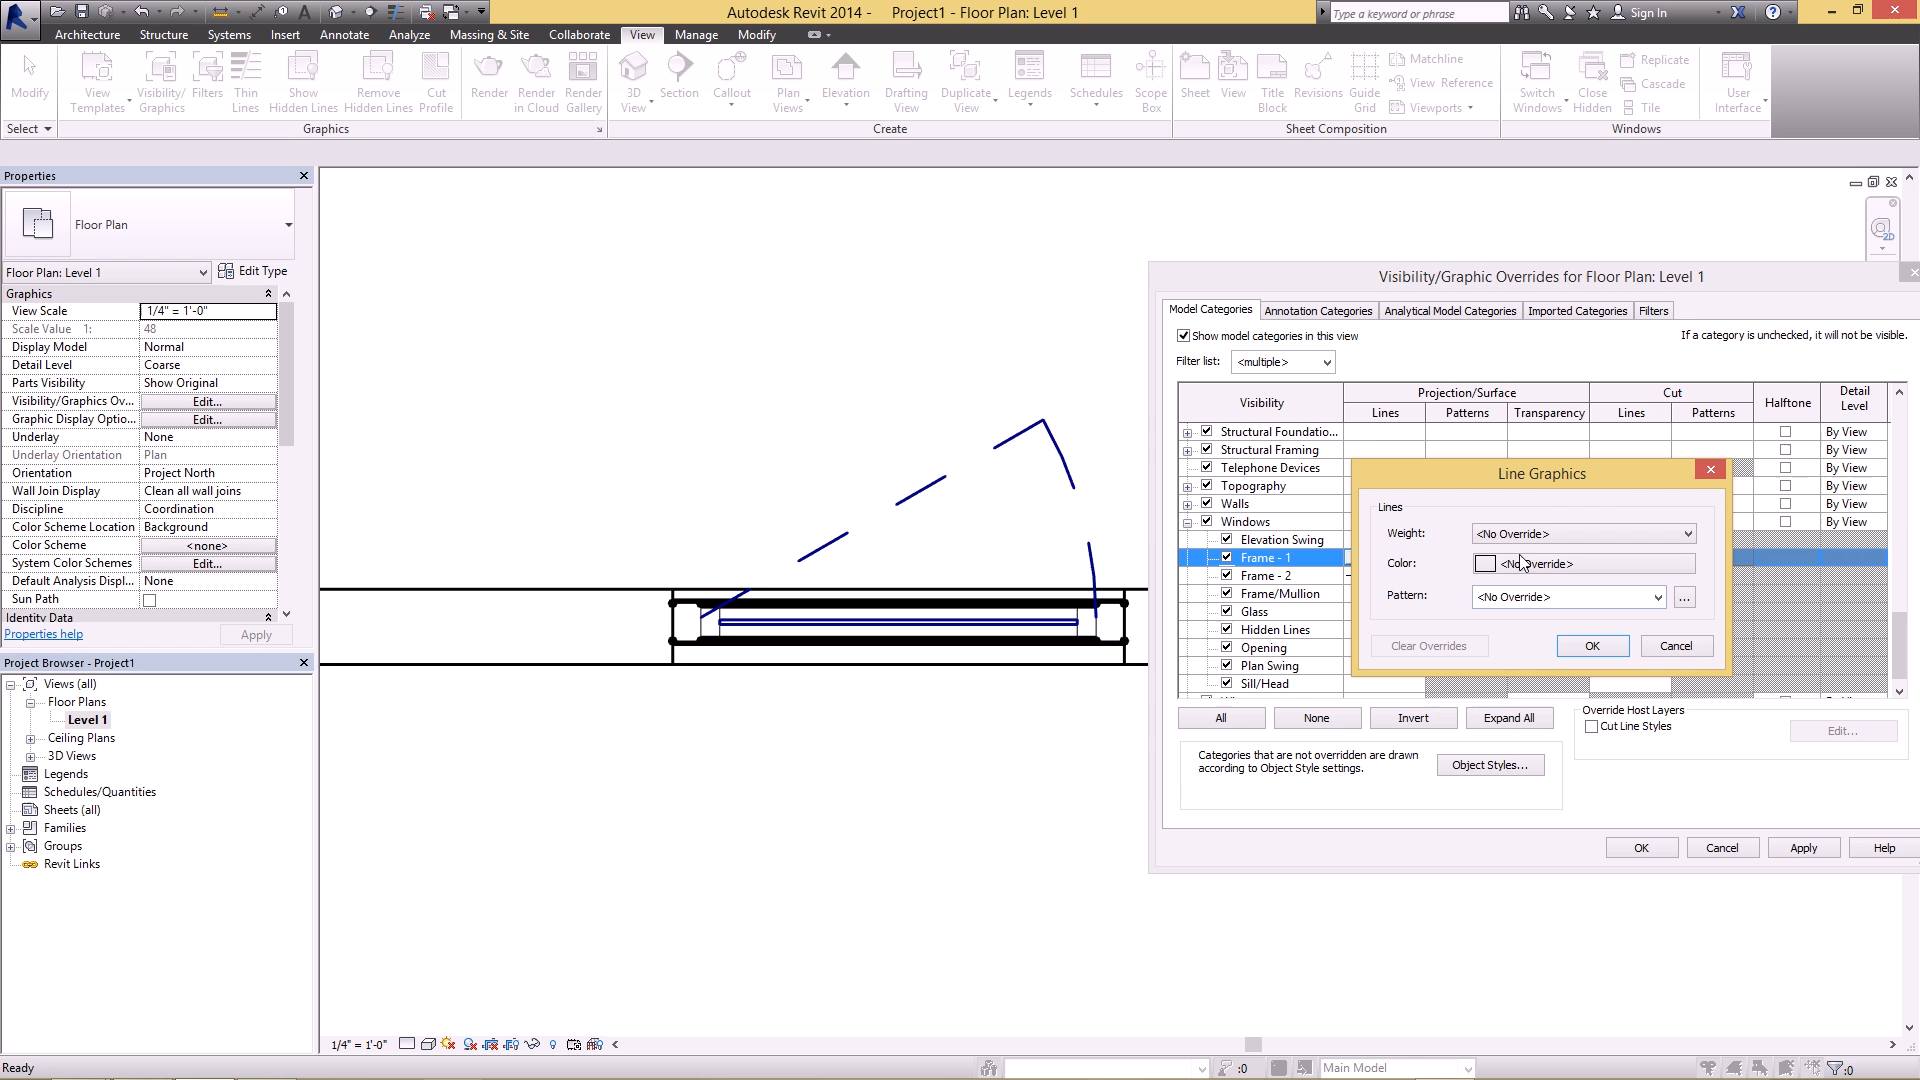 Autodesk Revit 2014 - Project1 - Floor Plan: Level 1
Type a keyword or phrase
Sign In
Architecture Structure Systems Insert Annotate Analyze Massing & Site Collaborate View Manage Modify
Modify
View Templates
Visibility/ Graphics
Filters
Thin Lines
Show Hidden Lines
Remove Hidden Lines
Cut Profile
Render
Render in Cloud
Render Gallery
3D View
Section
Callout
Plan Views
Elevation
Drafting View
Duplicate View
Legends
Schedules
Scope Box
Sheet
View
Title Block
Revisions
Guide Grid
Matchline
View Reference
Viewports
Switch Windows
Close Hidden
Replicate
Cascade
Tile
User Interface
Select
Graphics
Create
Sheet Composition
Windows
Properties
Floor Plan
Floor Plan: Level 1
Edit Type
Graphics
View Scale 1/4" = 1'-0"
Scale Value 1: 48
Display Model Normal
Detail Level Coarse
Parts Visibility Show Original
Visibility/Graphics Ov... Edit...
Graphic Display Optio... Edit...
Underlay None
Underlay Orientation Plan
Orientation Project North
Wall Join Display Clean all wall joins
Discipline Coordination
Color Scheme Location Background
Color Scheme <none>
System Color Schemes Edit...
Default Analysis Displ... None
Sun Path
Identity Data
Properties help Apply
Project Browser - Project1
Views (all)
Floor Plans
Level 1
Ceiling Plans
3D Views
Legends
Schedules/Quantities
Sheets (all)
Families
Groups
Revit Links
2D
Visibility/Graphic Overrides for Floor Plan: Level 1
Model Categories Annotation Categories Analytical Model Categories Imported Categories Filters
Show model categories in this view
If a category is unchecked, it will not be visible.
Filter list: <multiple>
Visibility Projection/Surface Cut Halftone Detail Level
Lines Patterns Transparency Lines Patterns
Structural Foundatio... By View
Structural Framing By View
Telephone Devices By View
Topography By View
Walls By View
Windows By View
Elevation Swing
Frame - 1
Frame - 2
Frame/Mullion
Glass
Hidden Lines
Opening
Plan Swing
Sill/Head
Line Graphics
Lines
Weight: <No Override>
Color: <No Override>
Pattern: <No Override> ...
Clear Overrides OK Cancel
All None Invert Expand All
Override Host Layers
Cut Line Styles Edit...
Categories that are not overridden are drawn
according to Object Style settings.
Object Styles...
OK Cancel Apply Help
1/4" = 1'-0"
Ready
:0
Main Model
:0